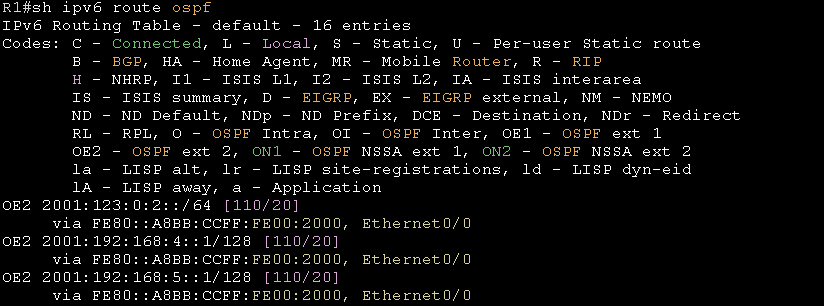 R1#sh ipv6 route ospf
IPv6 Routing Table - default - 16 entries
Codes: C - Connected, L - Local, S - Static, U - Per-user Static route
B - BGP, HA - Home Agent, MR - Mobile Router, R - RIP
H - NHRP, I1 - ISIS L1, I2 - ISIS L2, IA - ISIS interarea
IS - ISIS summary, D - EIGRP, EX - EIGRP external, NM - NEMO
ND - ND Default, NDp - ND Prefix, DCE - Destination, NDr - Redirect
RL - RPL, O - OSPF Intra, OI - OSPF Inter, OE1 - OSPF ext 1
OE2 - OSPF ext 2, ON1 - OSPF NSSA ext 1, ON2 - OSPF NSSA ext 2
la - LISP alt, lr - LISP site-registrations, ld - LISP dyn-eid
lA - LISP away, a - Application
OE2 2001:123:0:2::/64 [110/20]
via FE80::A8BB:CCFF:FE00:2000, Ethernet0/0
OE2 2001:192:168:4::1/128 [110/20]
via FE80::A8BB:CCFF:FE00:2000, Ethernet0/0
OE2 2001:192:168:5::1/128 [110/20]
via FE80::A8BB:CCFF:FE00:2000, Ethernet0/0